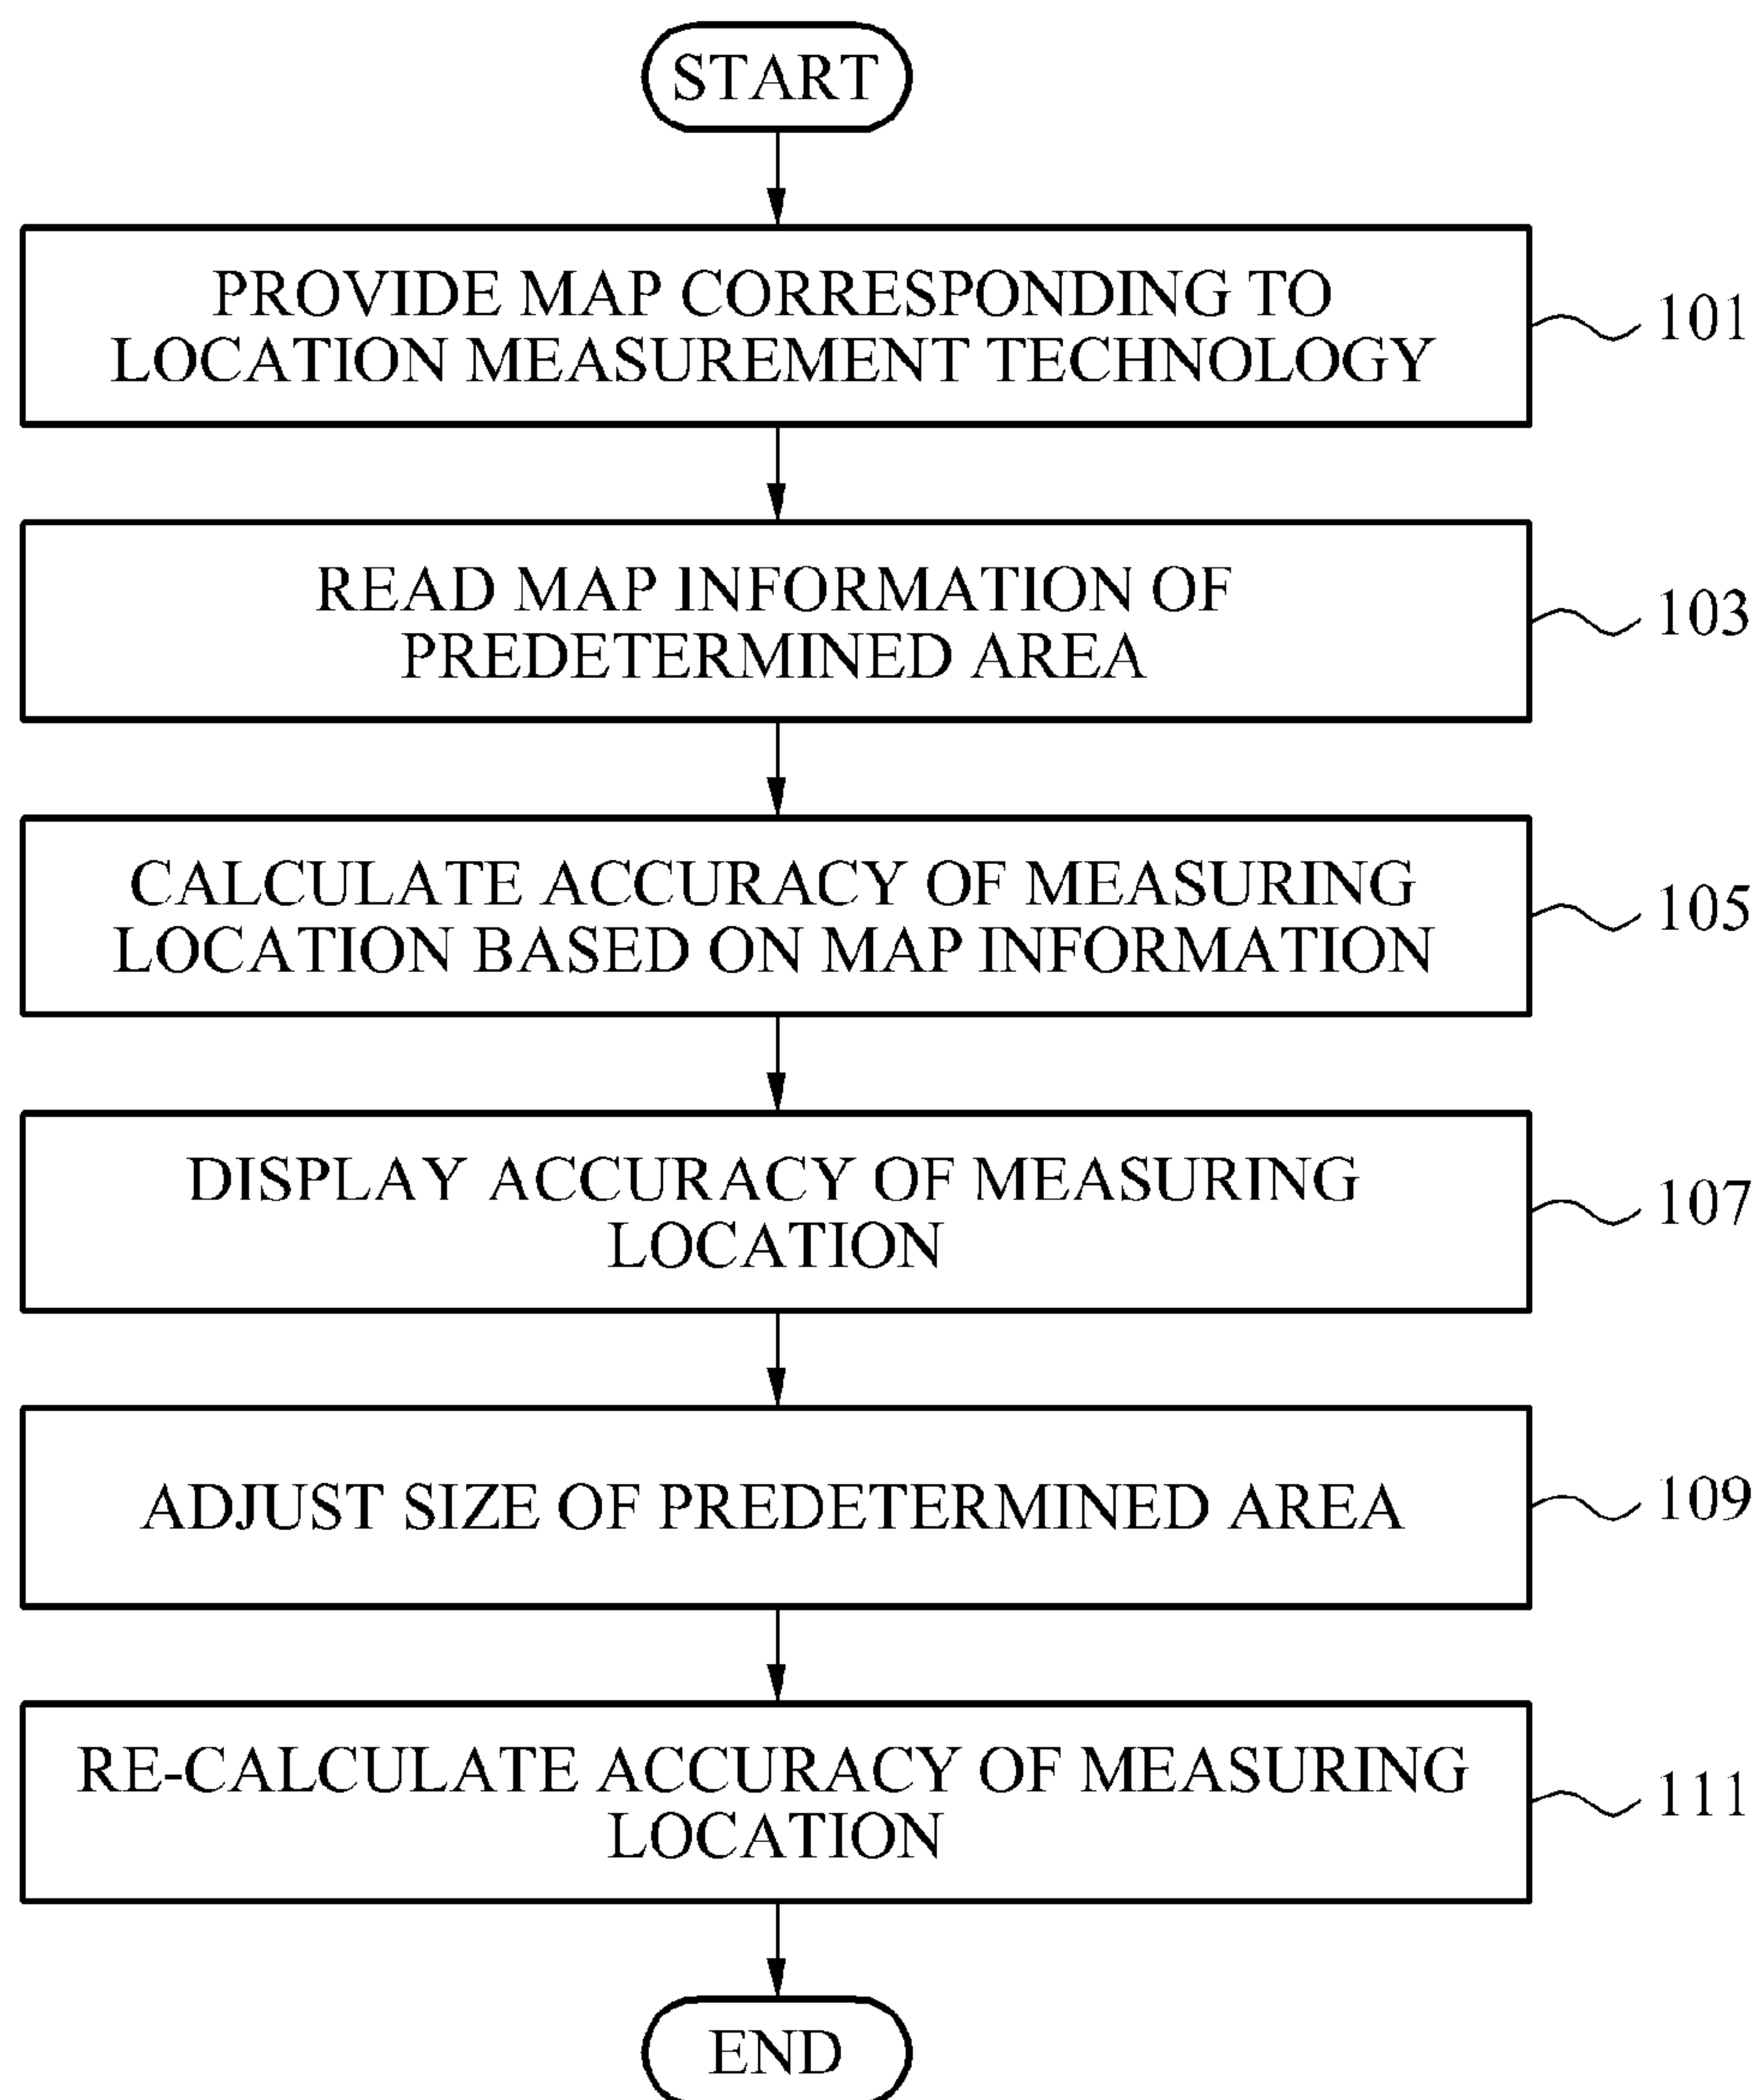 START
PROVIDE MAP CORRESPONDING TO
LOCATION MEASUREMENT TECHNOLOGY
101
READ MAP INFORMATION OF
PREDETERMINED AREA
103
CALCULATE ACCURACY OF MEASURING
LOCATION BASED ON MAP INFORMATION
105
DISPLAY ACCURACY OF MEASURING
LOCATION
107
ADJUST SIZE OF PREDETERMINED AREA
109
RE-CALCULATE ACCURACY OF MEASURING
LOCATION
111
END